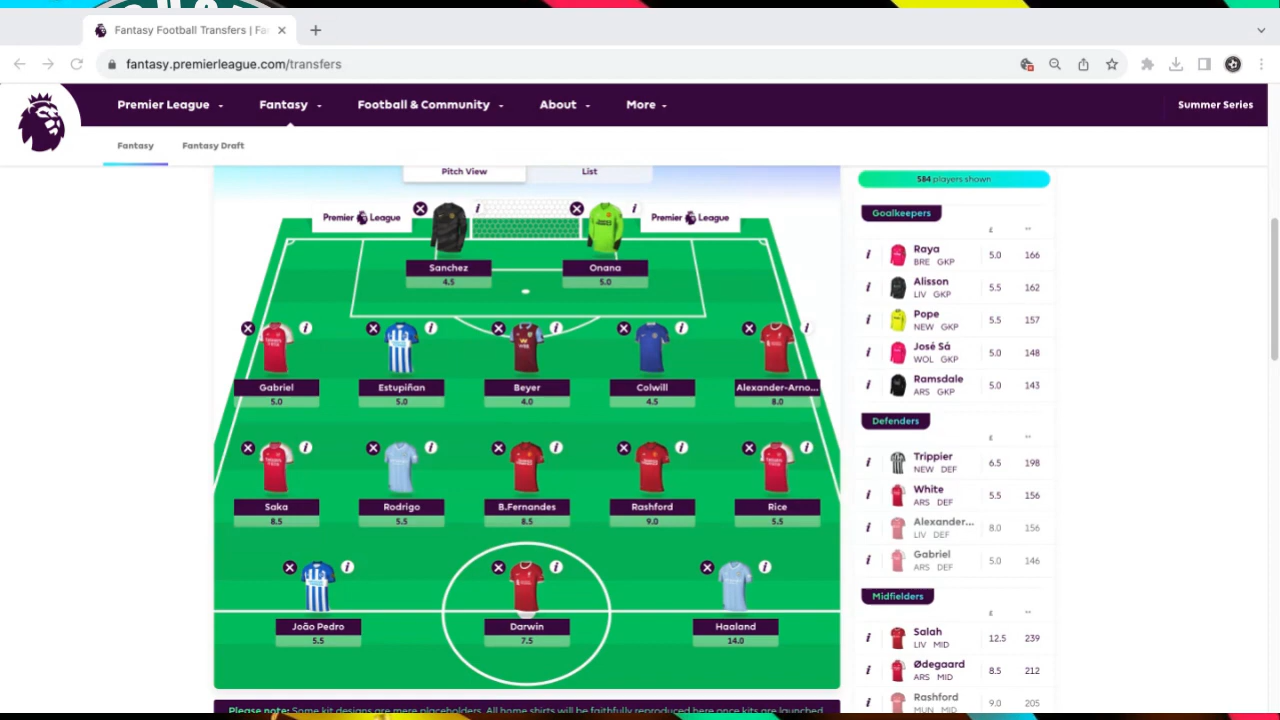 Fantasy Football Transfers | Fa
fantasy.premierleague.com/transfers
Premier League
Fantasy
Football & Community
About
More
Summer Series
Fantasy
Fantasy Draft
Pitch View
List
584 players shown
Premier League
Premier League
Sanchez
4.5
Onana
5.0
Gabriel
5.0
Estupiñan
5.0
Beyer
4.0
Colwill
4.5
Alexander-Arno...
8.0
Saka
8.5
Rodrigo
5.5
B.Fernandes
8.5
Rashford
9.0
Rice
5.5
João Pedro
5.5
Darwin
7.5
Haaland
14.0
Please note: Some kit designs are mere placeholders. All home shirts will be faithfully reproduced here once kits are launched
Goalkeepers
£ **
i Raya 5.0 166
BRE GKP
i Alisson 5.5 162
LIV GKP
i Pope 5.5 157
NEW GKP
i José Sá 5.0 148
WOL GKP
i Ramsdale 5.0 143
ARS GKP
Defenders
£ **
i Trippier 6.5 198
NEW DEF
i White 5.5 156
ARS DEF
i Alexander... 8.0 156
LIV DEF
i Gabriel 5.0 146
ARS DEF
Midfielders
£ **
i Salah 12.5 239
LIV MID
i Ødegaard 8.5 212
ARS MID
i Rashford 9.0 205
MUN MID